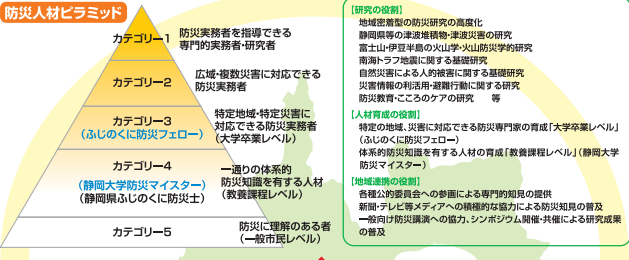 防災人材ピラミッド
カテゴリー1
防災実務者を指導できる
専門的実務者・研究者
カテゴリー2
広域・複数災害に対応できる
防災実務者
カテゴリー3
(ふじのくに防災フェロー)
特定地域・特定災害に
対応できる防災実務者
(大学卒業レベル)
カテゴリー4
(静岡大学防災マイスター)
(静岡県ふじのくに防災士)
一通りの体系的
防災知識を有する人材
(教養課程レベル)
カテゴリー5
防災に理解のある者
(一般市民レベル)
【研究の役割】
地域密着型の防災研究の高度化
静岡県等の津波堆積物・津波災害の研究
富士山・伊豆半島の火山学・火山防災学的研究
南海トラフ地震に関する基礎研究
自然災害による人的被害に関する基礎研究
災害情報の利活用・避難行動に関する研究
防災教育・こころのケアの研究 等
【人材育成の役割】
特定の地域、災害に対応できる防災専門家の育成「大学卒業レベル」
(ふじのくに防災フェロー)
体系的防災知識を有する人材の育成「教養課程レベル」(静岡大学
防災マイスター)
【地域連携の役割】
各種公的委員会への参画による専門的知見の提供
新聞・テレビ等メディアへの積極的な協力による防災知見の普及
一般向け防災講演への協力、シンポジウム開催・共催による研究成果
の普及